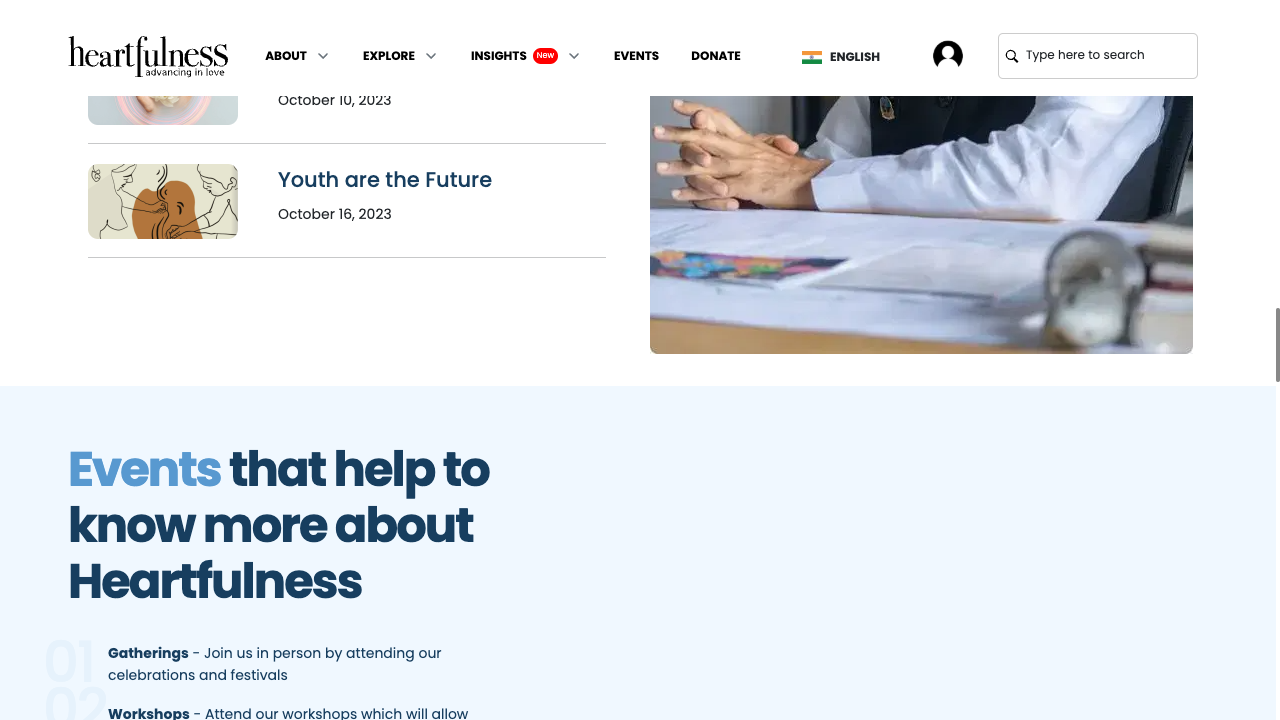 heartfulness
advancing in love
ABOUT
EXPLORE
INSIGHTS New
EVENTS
DONATE
ENGLISH
Type here to search
October 10, 2023
Youth are the Future
October 16, 2023
Events that help to
know more about
Heartfulness
01
Gatherings - Join us in person by attending our
celebrations and festivals
02
Workshops - Attend our workshops which will allow